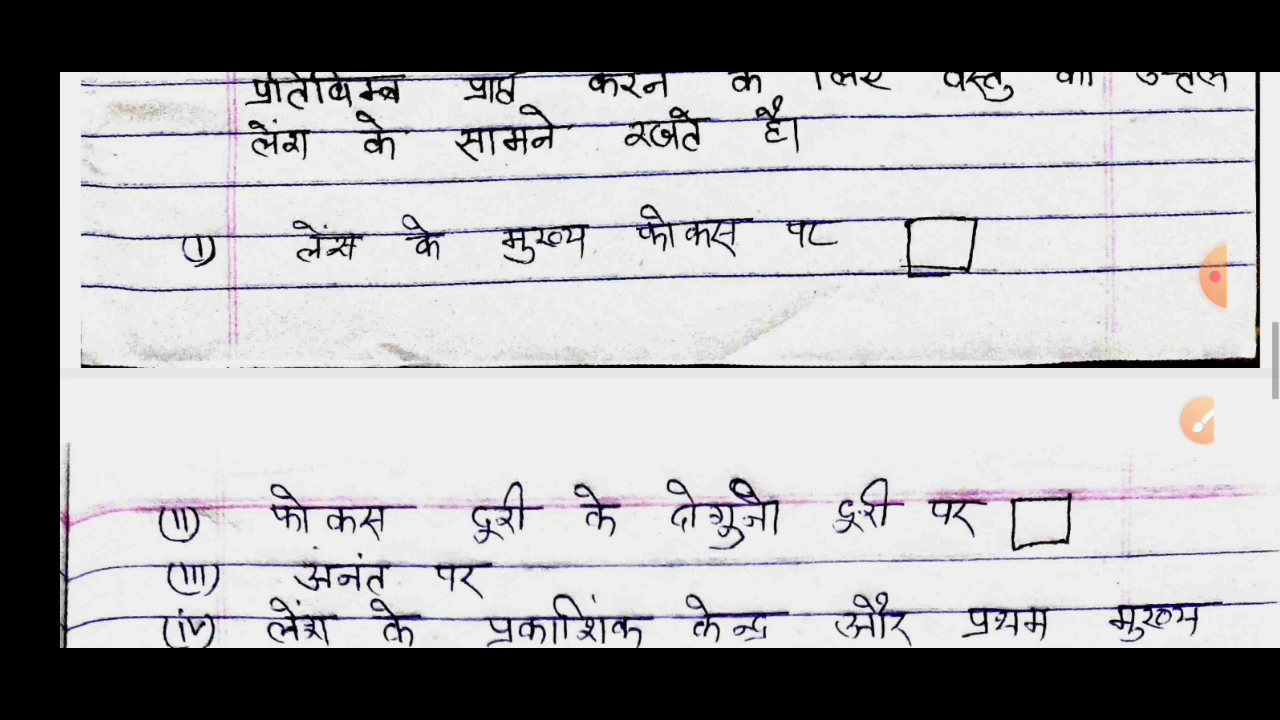 प्रतिबिम्ब प्राप्त करने के लिए वस्तु को उत्तल
लेंश के सामने रखते है।
(I) लेंस के मुख्य फोकस पर
(II) फोकस दूरी के दोगुनी दूरी पर
(III) अनंत पर
(iv) लेंश के प्रकाशिंक केन्द्र और प्रथम मुख्य